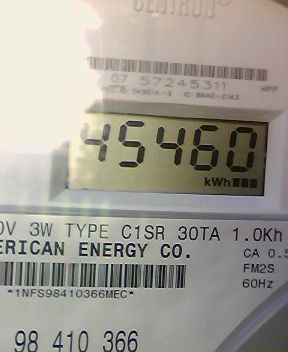 CENTRON®
07 57245311
45460
kWh
0V 3W TYPE C1SR 30TA 1.0Kh
ERICAN ENERGY CO.
CA 0.5
FM2S
60Hz
*1NFS98410366MEC*
98 410 366